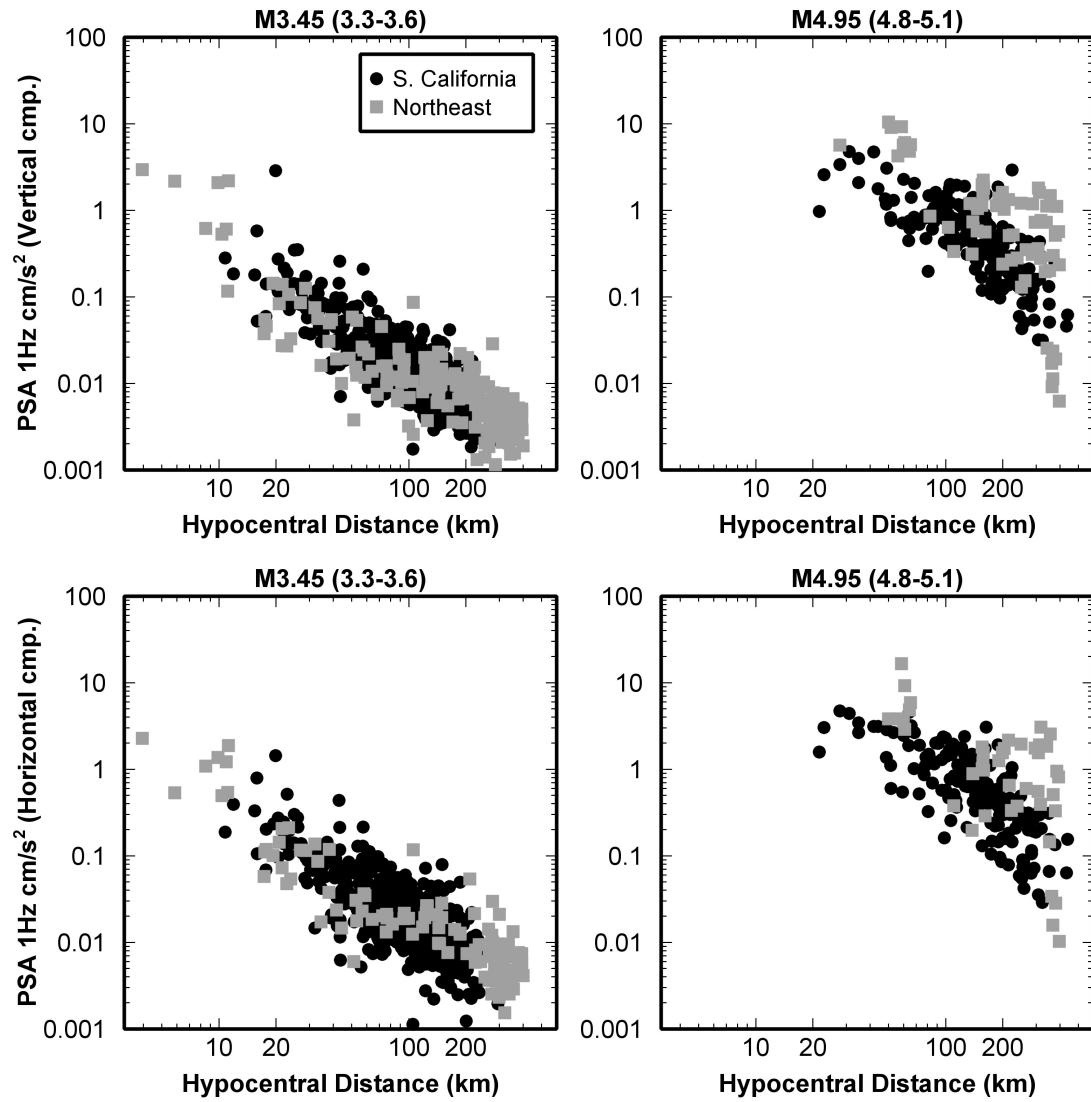 M3.45 (3.3-3.6)
M4.95 (4.8-5.1)
PSA 1Hz cm/s² (Vertical cmp.)
100
10
1
0.1
0.01
0.001
S. California
Northeast
10 20 100 200
Hypocentral Distance (km)
100
10
1
0.1
0.01
0.001
10 20 100 200
Hypocentral Distance (km)
M3.45 (3.3-3.6)
M4.95 (4.8-5.1)
PSA 1Hz cm/s² (Horizontal cmp.)
100
10
1
0.1
0.01
0.001
10 20 100 200
Hypocentral Distance (km)
100
10
1
0.1
0.01
0.001
10 20 100 200
Hypocentral Distance (km)